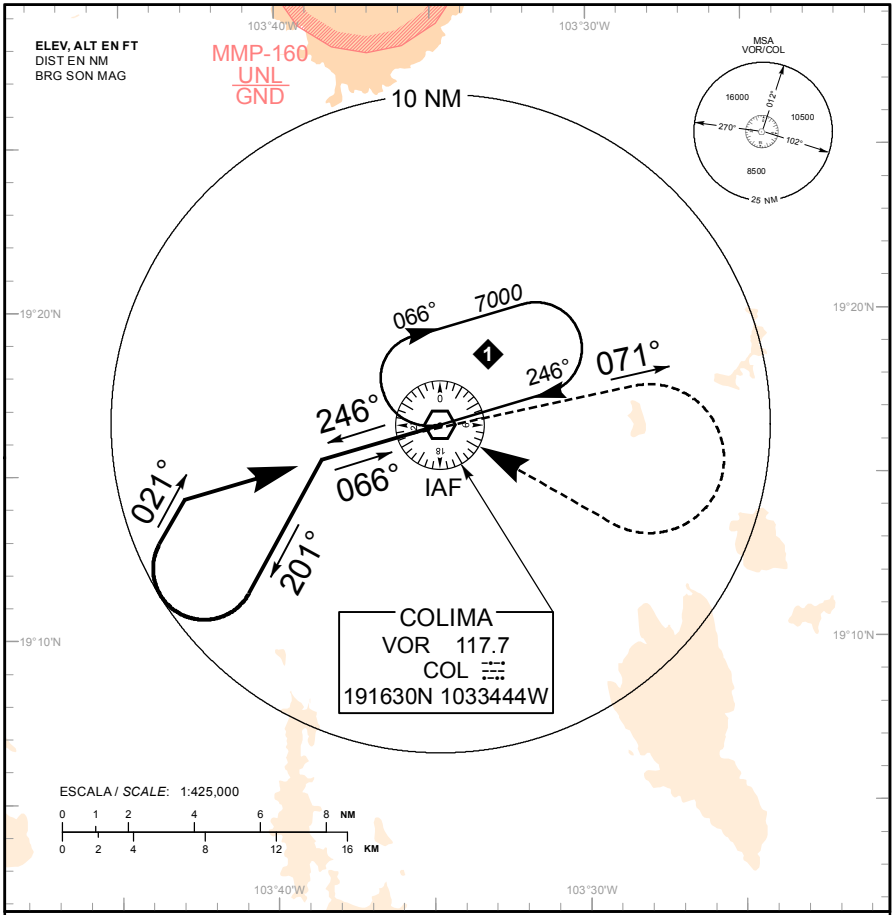 103°40'W
103°30'W
ELEV, ALT EN FT
DIST EN NM
BRG SON MAG
MMP-160
UNL
GND
MSA
VOR/COL
16000
012°
10500
270°
102°
8500
25 NM
10 NM
19°20'N
19°20'N
066°
7000
1
246°
071°
246°
0
18
066°
IAF
021°
201°
COLIMA
VOR 117.7
COL
191630N 1033444W
19°10'N
19°10'N
ESCALA / SCALE: 1:425,000
0 1 2 4 6 8 NM
0 2 4 8 12 16 KM
103°40'W
103°30'W